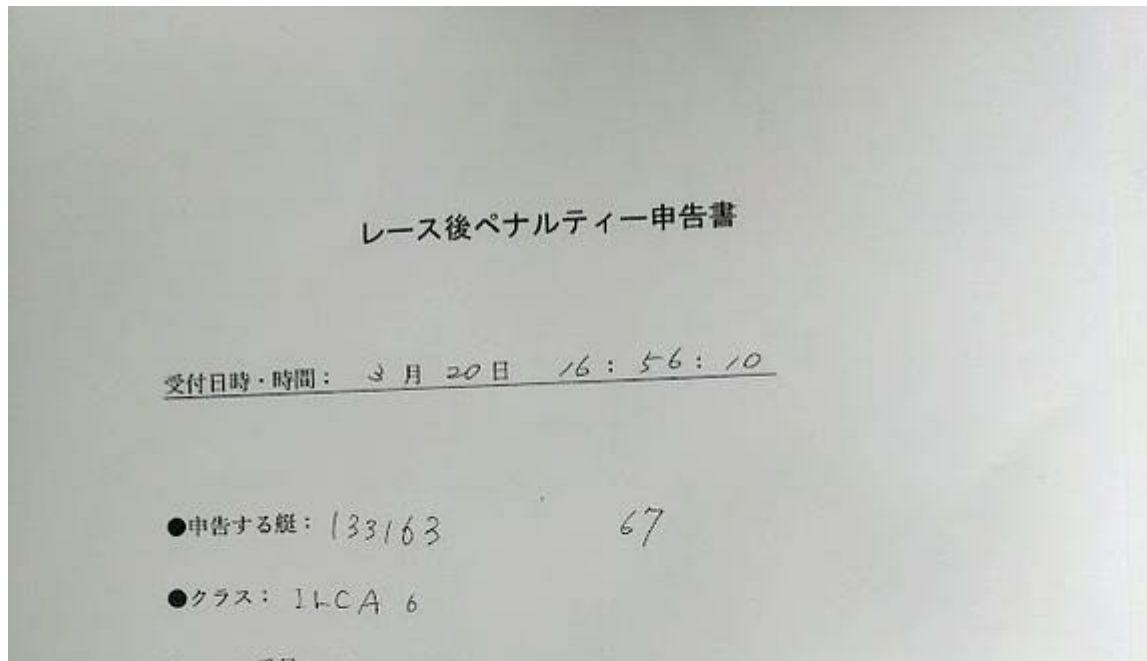 レース後ペナルティー申告書
受付日時・時間： 3 月 20 日 16 : 56 : 10
●申告する艇： 133163 67
●クラス： ILCA 6